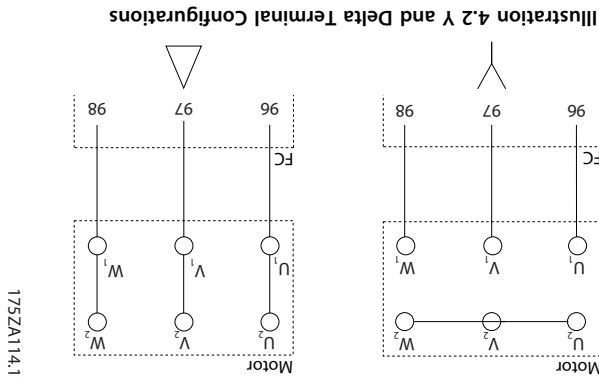 Motor
U2 V2 W2
U1 V1 W1
FC
96 97 98
Motor
U2 V2 W2
U1 V1 W1
FC
96 97 98
175ZA114.1
Illustration 4.2 Y and Delta Terminal Configurations